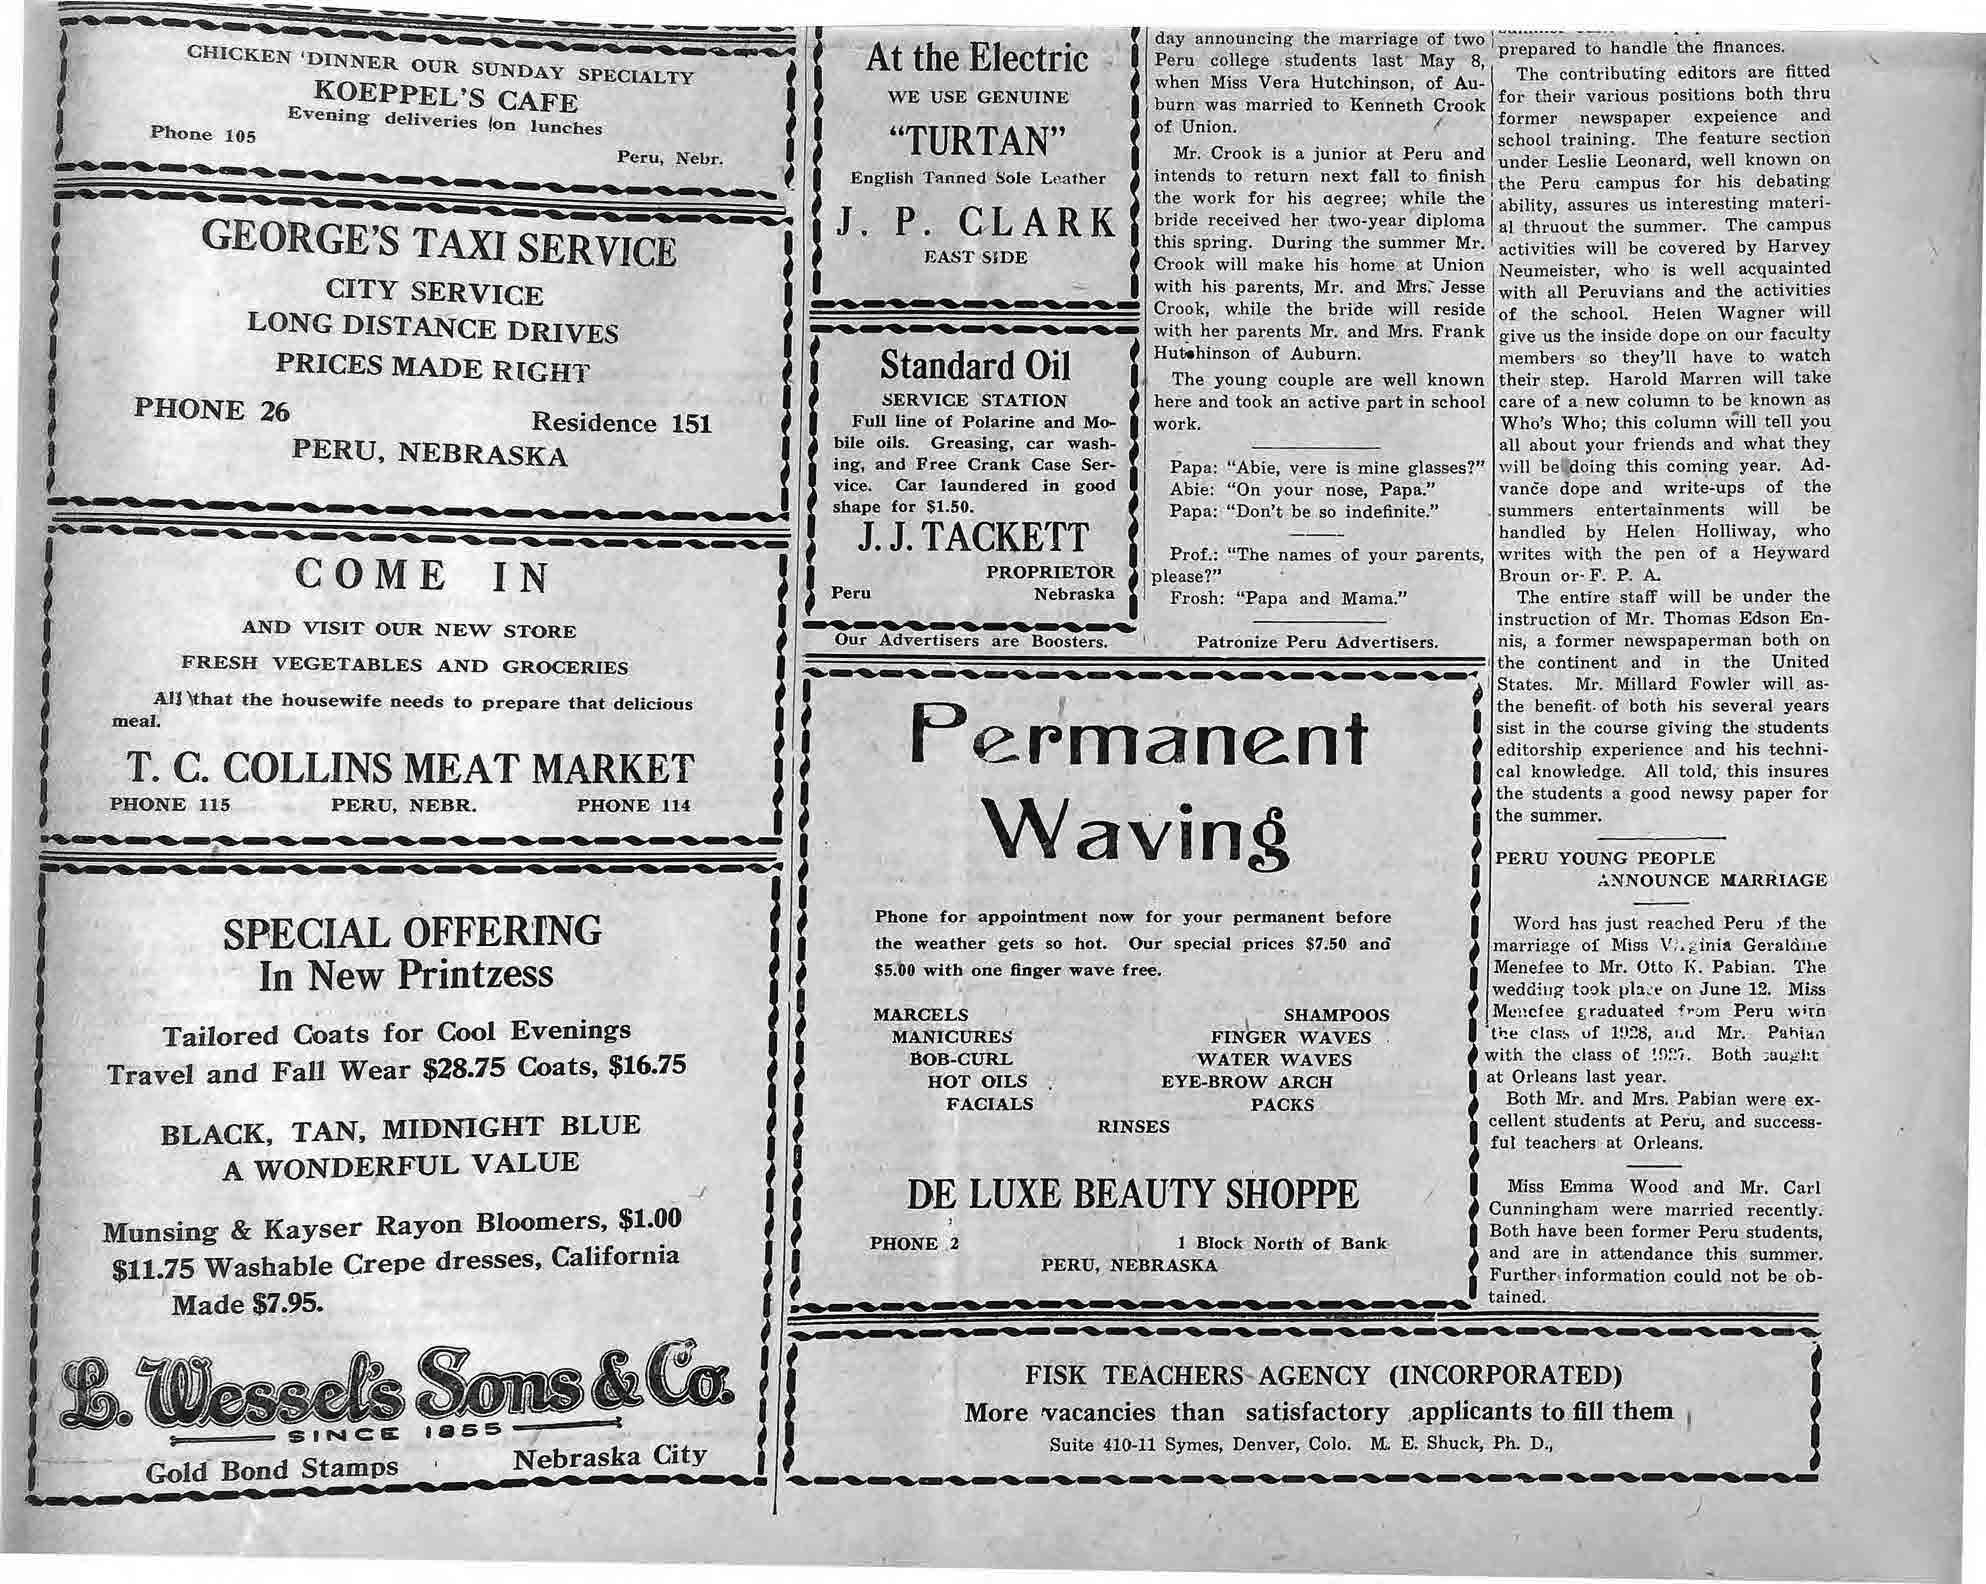 CHICKEN 'DINNER OUR SUNDAY SPECIALTY
KOEPPEL'S CAFE
Evening deliveries on lunches
Phone 105
Peru, Nebr.
GEORGE'S TAXI SERVICE
CITY SERVICE
LONG DISTANCE DRIVES
PRICES MADE RIGHT
PHONE 26 Residence 151
PERU, NEBRASKA
COME IN
AND VISIT OUR NEW STORE
FRESH VEGETABLES AND GROCERIES
All that the housewife needs to prepare that delicious
meal.
T. C. COLLINS MEAT MARKET
PHONE 115 PERU, NEBR. PHONE 114
SPECIAL OFFERING
In New Printzess
Tailored Coats for Cool Evenings
Travel and Fall Wear $28.75 Coats, $16.75
BLACK, TAN, MIDNIGHT BLUE
A WONDERFUL VALUE
Munsing & Kayser Rayon Bloomers, $1.00
$11.75 Washable Crepe dresses, California
Made $7.95.
L. Wessel's Sons & Co.
SINCE 1855
Gold Bond Stamps Nebraska City
At the Electric
WE USE GENUINE
"TURTAN"
English Tanned Sole Leather
J. P. CLARK
EAST SIDE
Standard Oil
SERVICE STATION
Full line of Polarine and Mo-
bile oils. Greasing, car wash-
ing, and Free Crank Case Ser-
vice. Car laundered in good
shape for $1.50.
J. J. TACKETT
PROPRIETOR
Peru Nebraska
Our Advertisers are Boosters.
day announcing the marriage of two
Peru college students last May 8,
when Miss Vera Hutchinson, of Au-
burn was married to Kenneth Crook
of Union.
Mr. Crook is a junior at Peru and
intends to return next fall to finish
the work for his degree; while the
bride received her two-year diploma
this spring. During the summer Mr.
Crook will make his home at Union
with his parents, Mr. and Mrs. Jesse
Crook, while the bride will reside
with her parents Mr. and Mrs. Frank
Hutchinson of Auburn.
The young couple are well known
here and took an active part in school
work.
Papa: "Abie, vere is mine glasses?"
Abie: "On your nose, Papa."
Papa: "Don't be so indefinite."
Prof.: "The names of your parents,
please?"
Frosh: "Papa and Mama."
Patronize Peru Advertisers.
Permanent
Waving
Phone for appointment now for your permanent before
the weather gets so hot. Our special prices $7.50 and
$5.00 with one finger wave free.
MARCELS SHAMPOOS
MANICURES FINGER WAVES
BOB-CURL WATER WAVES
HOT OILS EYE-BROW ARCH
FACIALS PACKS
RINSES
DE LUXE BEAUTY SHOPPE
PHONE 2 1 Block North of Bank
PERU, NEBRASKA
prepared to handle the finances.
The contributing editors are fitted
for their various positions both thru
former newspaper expeience and
school training. The feature section
under Leslie Leonard, well known on
the Peru campus for his debating
ability, assures us interesting materi-
al thruout the summer. The campus
activities will be covered by Harvey
Neumeister, who is well acquainted
with all Peruvians and the activities
of the school. Helen Wagner will
give us the inside dope on our faculty
members so they'll have to watch
their step. Harold Marren will take
care of a new column to be known as
Who's Who; this column will tell you
all about your friends and what they
will be doing this coming year. Ad-
vance dope and write-ups of the
summers entertainments will be
handled by Helen Holliway, who
writes with the pen of a Heyward
Broun or F. P. A.
The entire staff will be under the
instruction of Mr. Thomas Edson En-
nis, a former newspaperman both on
the continent and in the United
States. Mr. Millard Fowler will as-
the benefit of both his several years
sist in the course giving the students
editorship experience and his techni-
cal knowledge. All told, this insures
the students a good newsy paper for
the summer.
PERU YOUNG PEOPLE
ANNOUNCE MARRIAGE
Word has just reached Peru of the
marriage of Miss Virginia Geraldine
Menefee to Mr. Otto K. Pabian. The
wedding took place on June 12. Miss
Menefee graduated from Peru with
the class of 1928, and Mr. Pabian
with the class of 1927. Both taught
at Orleans last year.
Both Mr. and Mrs. Pabian were ex-
cellent students at Peru, and success-
ful teachers at Orleans.
Miss Emma Wood and Mr. Carl
Cunningham were married recently.
Both have been former Peru students,
and are in attendance this summer.
Further information could not be ob-
tained.
FISK TEACHERS AGENCY (INCORPORATED)
More vacancies than satisfactory applicants to fill them
Suite 410-11 Symes, Denver, Colo. M. E. Shuck, Ph. D.,